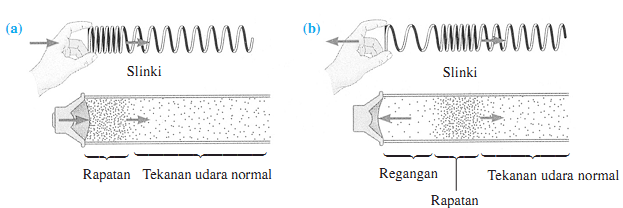 (a)
Slinki
Rapatan Tekanan udara normal
(b)
Slinki
Regangan Tekanan udara normal
Rapatan